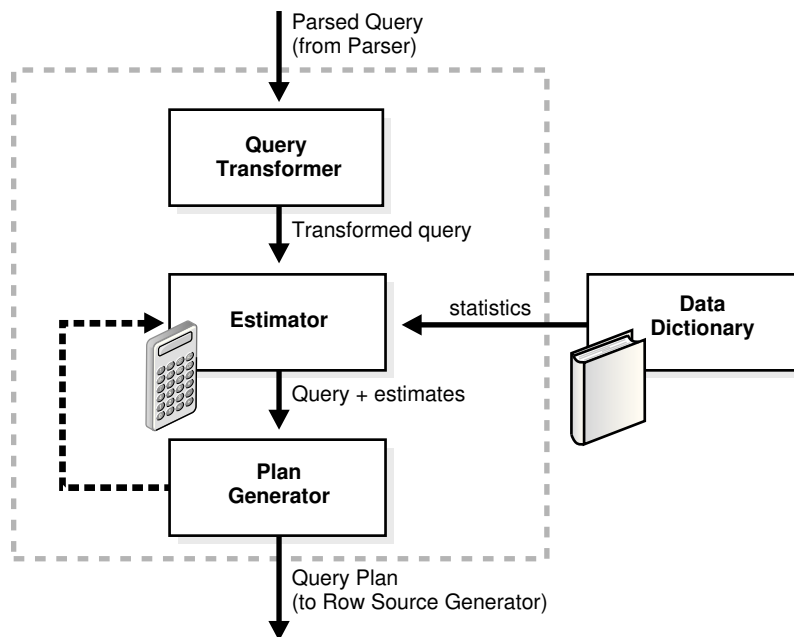 Parsed Query
(from Parser)
Query
Transformer
Transformed query
Estimator
statistics
Data
Dictionary
Query + estimates
Plan
Generator
Query Plan
(to Row Source Generator)